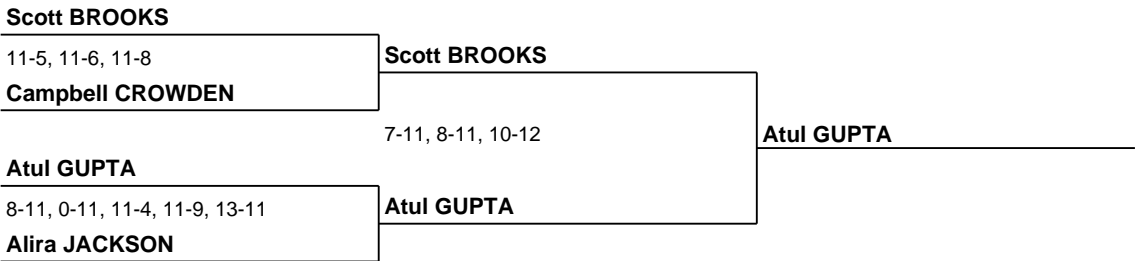 Scott BROOKS
11-5, 11-6, 11-8
Scott BROOKS
Campbell CROWDEN
7-11, 8-11, 10-12
Atul GUPTA
Atul GUPTA
8-11, 0-11, 11-4, 11-9, 13-11
Atul GUPTA
Alira JACKSON